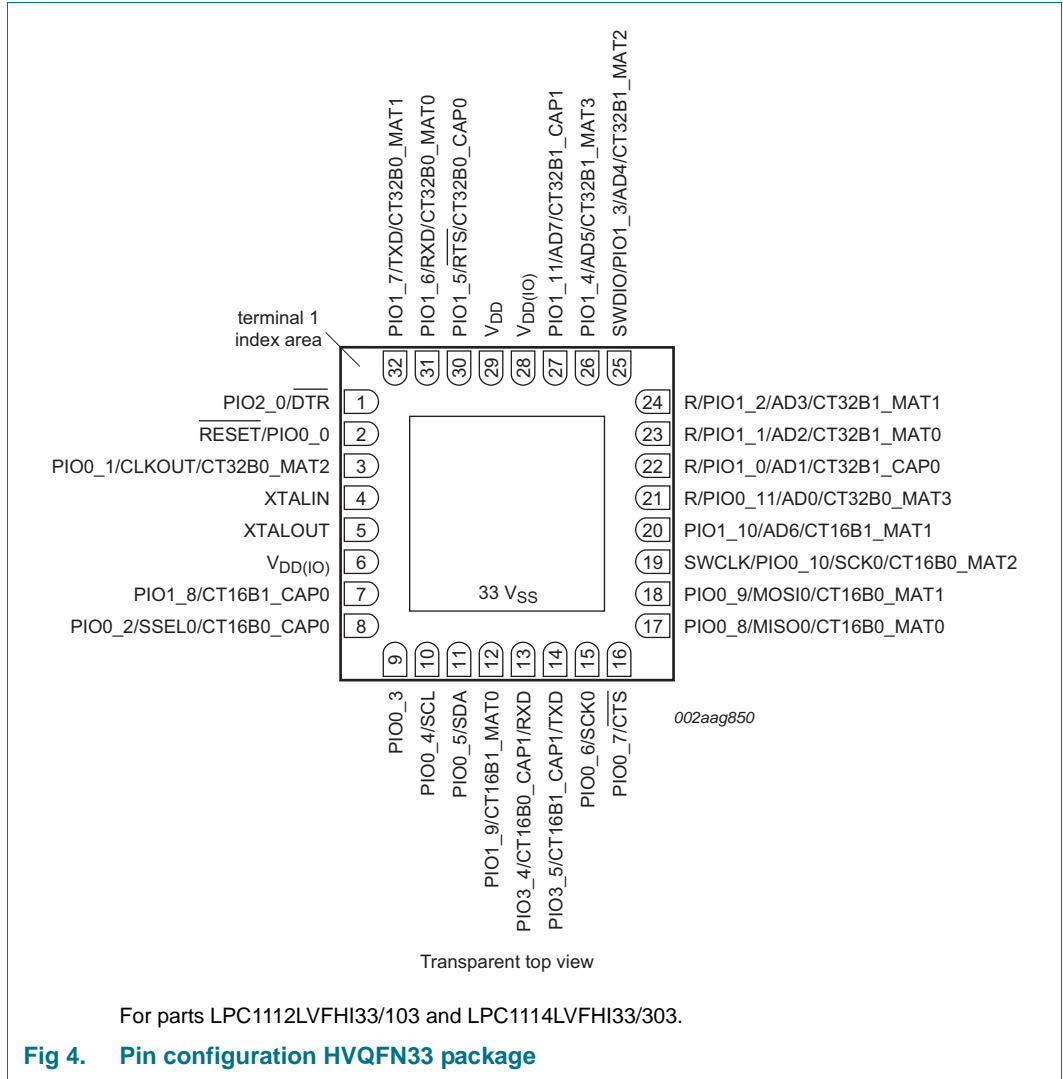 PIO1_7/TXD/CT32B0_MAT1
PIO1_6/RXD/CT32B0_MAT0
PIO1_5/RTS/CT32B0_CAP0
VDD
VDD(IO)
PIO1_11/AD7/CT32B1_CAP1
PIO1_4/AD5/CT32B1_MAT3
SWDIO/PIO1_3/AD4/CT32B1_MAT2
terminal 1
index area
32
31
30
29
28
27
26
25
PIO2_0/DTR 1
RESET/PIO0_0 2
PIO0_1/CLKOUT/CT32B0_MAT2 3
XTALIN 4
XTALOUT 5
VDD(IO) 6
PIO1_8/CT16B1_CAP0 7
PIO0_2/SSEL0/CT16B0_CAP0 8
24 R/PIO1_2/AD3/CT32B1_MAT1
23 R/PIO1_1/AD2/CT32B1_MAT0
22 R/PIO1_0/AD1/CT32B1_CAP0
21 R/PIO0_11/AD0/CT32B0_MAT3
20 PIO1_10/AD6/CT16B1_MAT1
19 SWCLK/PIO0_10/SCK0/CT16B0_MAT2
18 PIO0_9/MOSI0/CT16B0_MAT1
17 PIO0_8/MISO0/CT16B0_MAT0
33 VSS
9
10
11
12
13
14
15
16
PIO0_3
PIO0_4/SCL
PIO0_5/SDA
PIO1_9/CT16B1_MAT0
PIO3_4/CT16B0_CAP1/RXD
PIO3_5/CT16B1_CAP1/TXD
PIO0_6/SCK0
PIO0_7/CTS
002aag850
Transparent top view
For parts LPC1112LVFHI33/103 and LPC1114LVFHI33/303.
Fig 4. Pin configuration HVQFN33 package